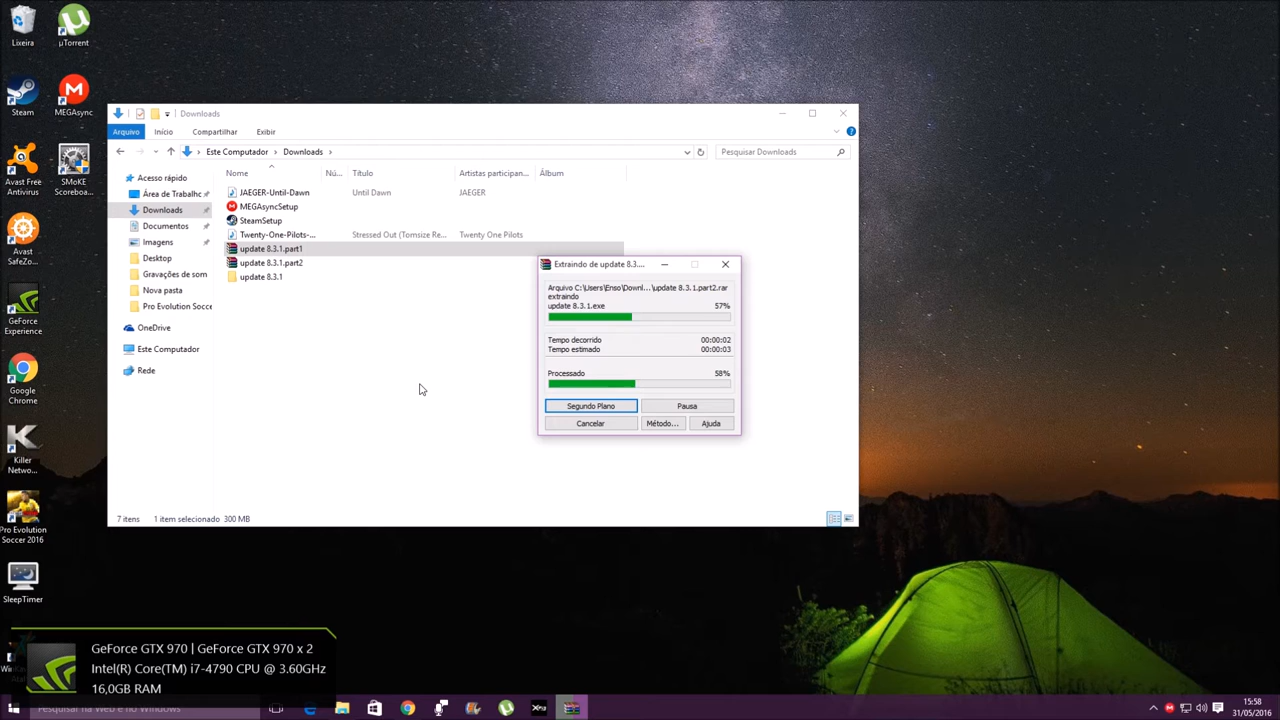 Lixeira
µTorrent
Steam
MEGAsync
Avast Free
Antivirus
SMoKE
Scoreboa...
Avast
SafeZo...
GeForce
Experience
Google
Chrome
Killer
Netwo...
Pro Evolution
Soccer 2016
SleepTimer
Downloads
Arquivo
Início
Compartilhar
Exibir
Este Computador > Downloads >
Pesquisar Downloads
Acesso rápido
Área de Trabalhc
Downloads
Documentos
Imagens
Desktop
Gravações de som
Nova pasta
Pro Evolution Socce
OneDrive
Este Computador
Rede
Nome Nú... Título Artistas participan... Álbum
JAEGER-Until-Dawn Until Dawn JAEGER
MEGAsyncSetup
SteamSetup
Twenty-One-Pilots-... Stressed Out (Tomsize Re... Twenty One Pilots
update 8.3.1.part1
update 8.3.1.part2
update 8.3.1
7 itens 1 item selecionado 300 MB
Extraindo de update 8.3....
Arquivo C:\Users\Enso\Downl...\update 8.3.1.part2.rar
extraindo
update 8.3.1.exe 57%
Tempo decorrido 00:00:02
Tempo estimado 00:00:03
Processado 58%
Segundo Plano Pausa
Cancelar Método... Ajuda
GeForce GTX 970 | GeForce GTX 970 x 2
Intel(R) Core(TM) i7-4790 CPU @ 3.60GHz
16,0GB RAM
Pesquisar na Web e no Windows
15:58
31/05/2016